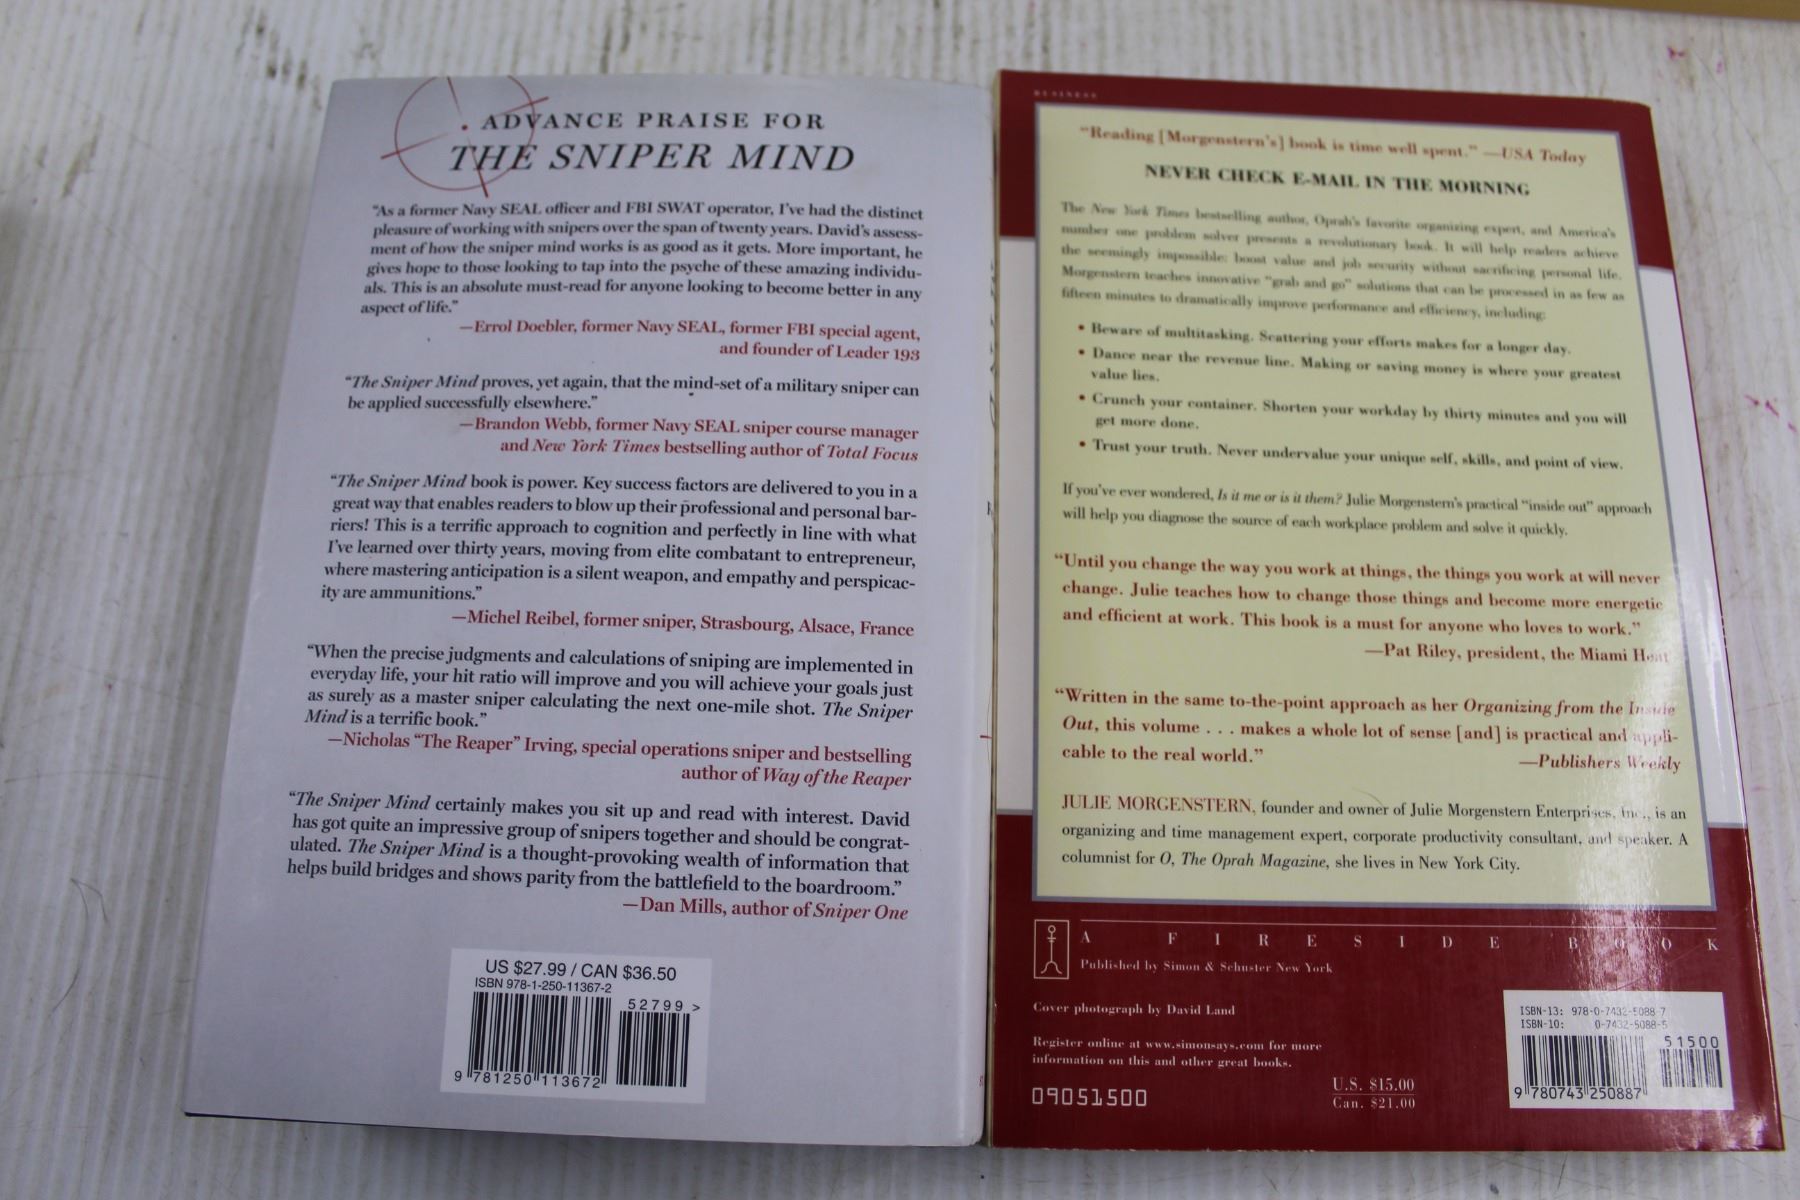 ADVANCE PRAISE FOR
THE SNIPER MIND
“As a former Navy SEAL officer and FBI SWAT operator, I’ve had the distinct
pleasure of working with snipers over the span of twenty years. David’s assess-
ment of how the sniper mind works is as good as it gets. More important, he
gives hope to those looking to tap into the psyche of these amazing individu-
als. This is an absolute must-read for anyone looking to become better in any
aspect of life.”
—Errol Doebler, former Navy SEAL, former FBI special agent,
and founder of Leader 193
“The Sniper Mind proves, yet again, that the mind-set of a military sniper can
be applied successfully elsewhere.”
—Brandon Webb, former Navy SEAL sniper course manager
and New York Times bestselling author of Total Focus
“The Sniper Mind book is power. Key success factors are delivered to you in a
great way that enables readers to blow up their professional and personal bar-
riers! This is a terrific approach to cognition and perfectly in line with what
I’ve learned over thirty years, moving from elite combatant to entrepreneur,
where mastering anticipation is a silent weapon, and empathy and perspicac-
ity are ammunitions.”
—Michel Reibel, former sniper, Strasbourg, Alsace, France
“When the precise judgments and calculations of sniping are implemented in
everyday life, your hit ratio will improve and you will achieve your goals just
as surely as a master sniper calculating the next one-mile shot. The Sniper
Mind is a terrific book.”
—Nicholas “The Reaper” Irving, special operations sniper and bestselling
author of Way of the Reaper
“The Sniper Mind certainly makes you sit up and read with interest. David
has got quite an impressive group of snipers together and should be congrat-
ulated. The Sniper Mind is a thought-provoking wealth of information that
helps build bridges and shows parity from the battlefield to the boardroom.”
—Dan Mills, author of Sniper One
US $27.99 / CAN $36.50
ISBN 978-1-250-11367-2
52799 >
9 781250 113672
BUSINESS
“Reading [Morgenstern’s] book is time well spent.” —USA Today
NEVER CHECK E-MAIL IN THE MORNING
The New York Times bestselling author, Oprah’s favorite organizing expert, and America’s
number one problem solver presents a revolutionary book. It will help readers achieve
the seemingly impossible: boost value and job security without sacrificing personal life.
Morgenstern teaches innovative “grab and go” solutions that can be processed in as few as
fifteen minutes to dramatically improve performance and efficiency, including:
• Beware of multitasking. Scattering your efforts makes for a longer day.
• Dance near the revenue line. Making or saving money is where your greatest
value lies.
• Crunch your container. Shorten your workday by thirty minutes and you will
get more done.
• Trust your truth. Never undervalue your unique self, skills, and point of view.
If you’ve ever wondered, Is it me or is it them? Julie Morgenstern’s practical “inside out” approach
will help you diagnose the source of each workplace problem and solve it quickly.
“Until you change the way you work at things, the things you work at will never
change. Julie teaches how to change those things and become more energetic
and efficient at work. This book is a must for anyone who loves to work.”
—Pat Riley, president, the Miami Heat
“Written in the same to-the-point approach as her Organizing from the Inside
Out, this volume . . . makes a whole lot of sense [and] is practical and appli-
cable to the real world.” —Publishers Weekly
JULIE MORGENSTERN, founder and owner of Julie Morgenstern Enterprises, Inc., is an
organizing and time management expert, corporate productivity consultant, and speaker. A
columnist for O, The Oprah Magazine, she lives in New York City.
A FIRESIDE BOOK
Published by Simon & Schuster New York
Cover photograph by David Land
Register online at www.simonsays.com for more
information on this and other great books.
09051500
U.S. $15.00
Can. $21.00
ISBN-13: 978-0-7432-5088-7
ISBN-10: 0-7432-5088-5
51500
9 780743 250887